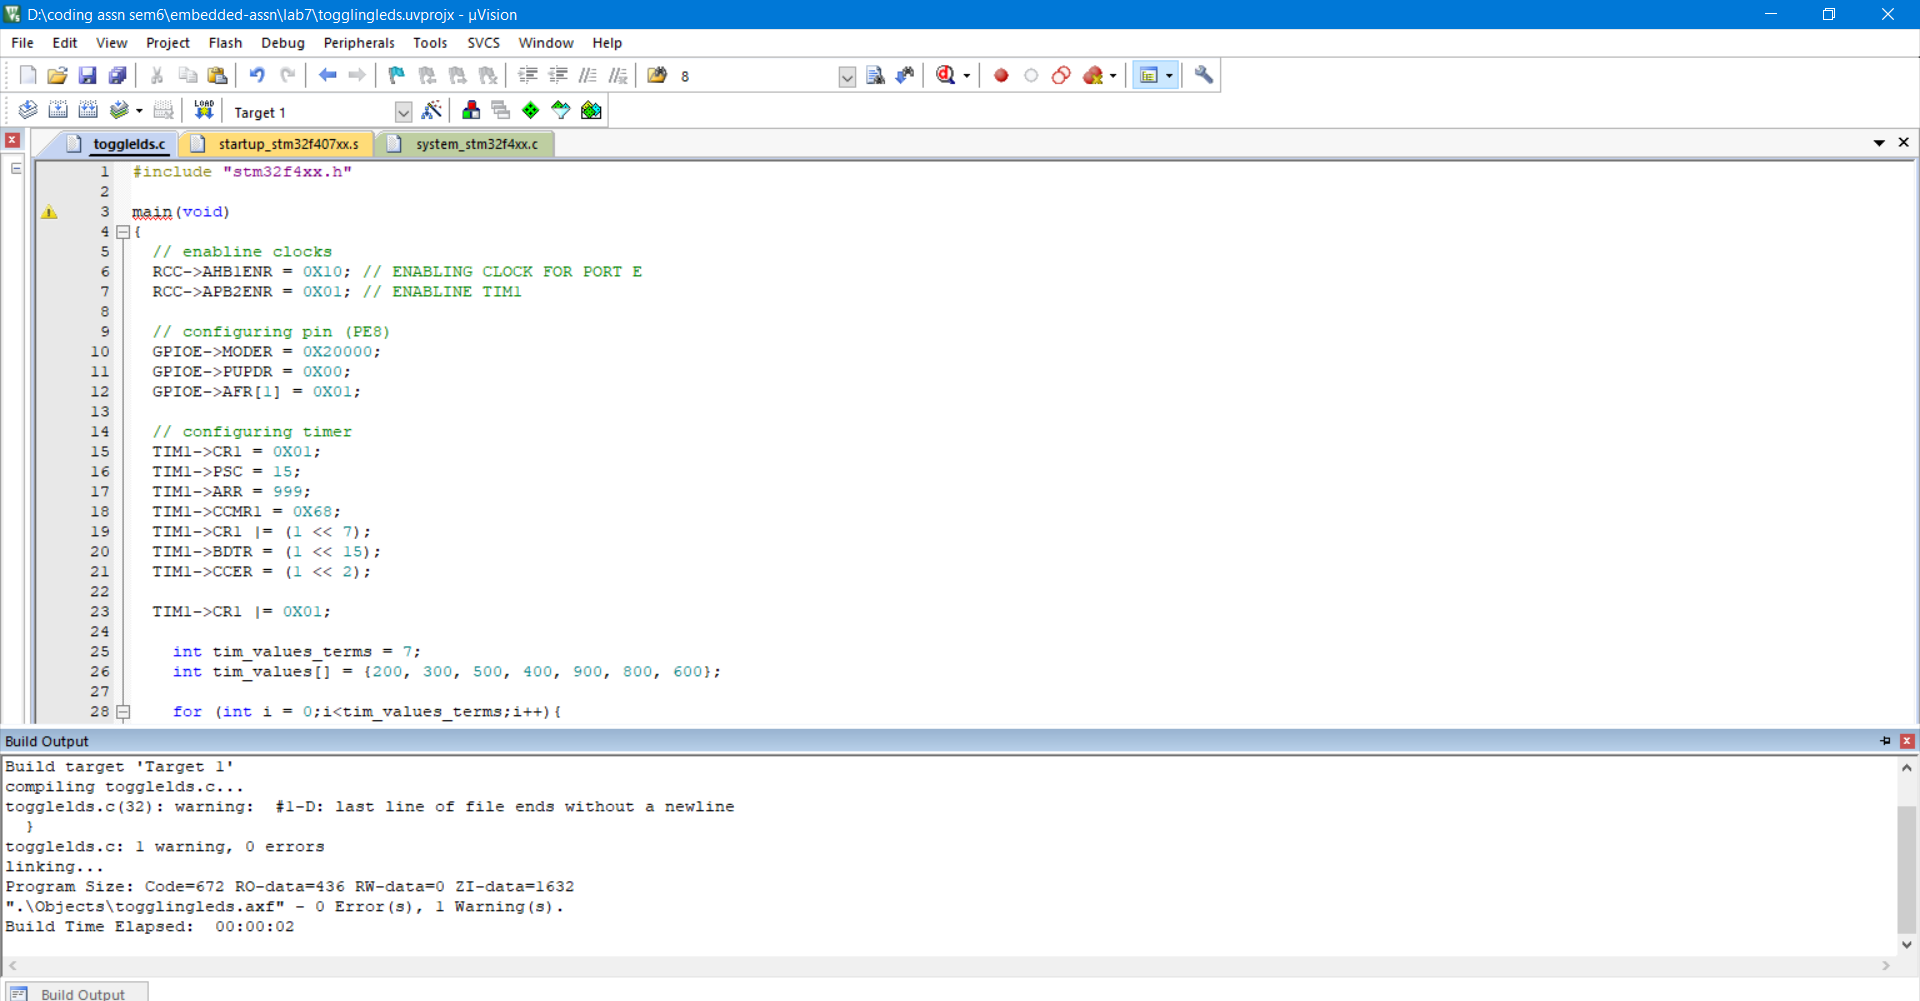 D:\coding assn sem6\embedded-assn\lab7\togglingleds.uvprojx - µVision
File Edit View Project Flash Debug Peripherals Tools SVCS Window Help
8
LOAD Target 1
togglelds.c startup_stm32f407xx.s system_stm32f4xx.c
1 #include "stm32f4xx.h"
2
3 main(void)
4 {
5 // enabline clocks
6 RCC->AHB1ENR = 0X10; // ENABLING CLOCK FOR PORT E
7 RCC->APB2ENR = 0X01; // ENABLINE TIM1
8
9 // configuring pin (PE8)
10 GPIOE->MODER = 0X20000;
11 GPIOE->PUPDR = 0X00;
12 GPIOE->AFR[1] = 0X01;
13
14 // configuring timer
15 TIM1->CR1 = 0X01;
16 TIM1->PSC = 15;
17 TIM1->ARR = 999;
18 TIM1->CCMR1 = 0X68;
19 TIM1->CR1 |= (1 << 7);
20 TIM1->BDTR = (1 << 15);
21 TIM1->CCER = (1 << 2);
22
23 TIM1->CR1 |= 0X01;
24
25 int tim_values_terms = 7;
26 int tim_values[] = {200, 300, 500, 400, 900, 800, 600};
27
28 for (int i = 0;i<tim_values_terms;i++){
Build Output
Build target 'Target 1'
compiling togglelds.c...
togglelds.c(32): warning:  #1-D: last line of file ends without a newline
}
togglelds.c: 1 warning, 0 errors
linking...
Program Size: Code=672 RO-data=436 RW-data=0 ZI-data=1632
".\Objects\togglingleds.axf" - 0 Error(s), 1 Warning(s).
Build Time Elapsed:  00:00:02
Build Output